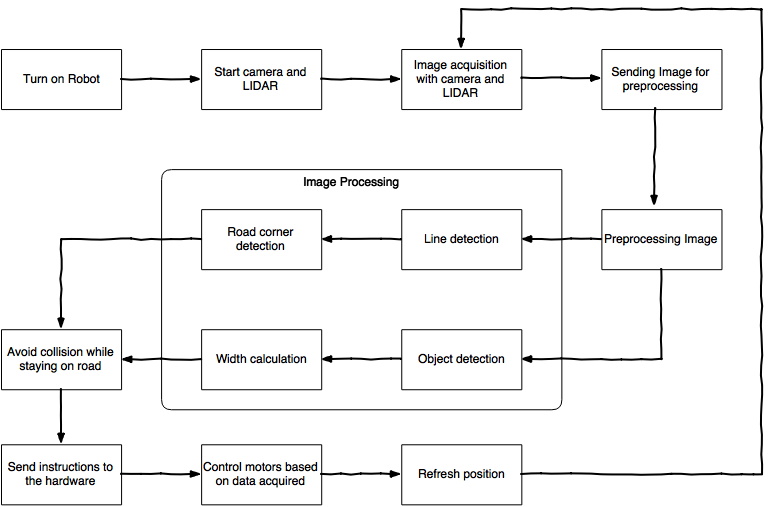 Turn on Robot
Start camera and
LIDAR
Image acquisition
with camera and
LIDAR
Sending Image for
preprocessing
Image Processing
Road corner
detection
Line detection
Preprocessing Image
Avoid collision while
staying on road
Width calculation
Object detection
Send instructions to
the hardware
Control motors based
on data acquired
Refresh position